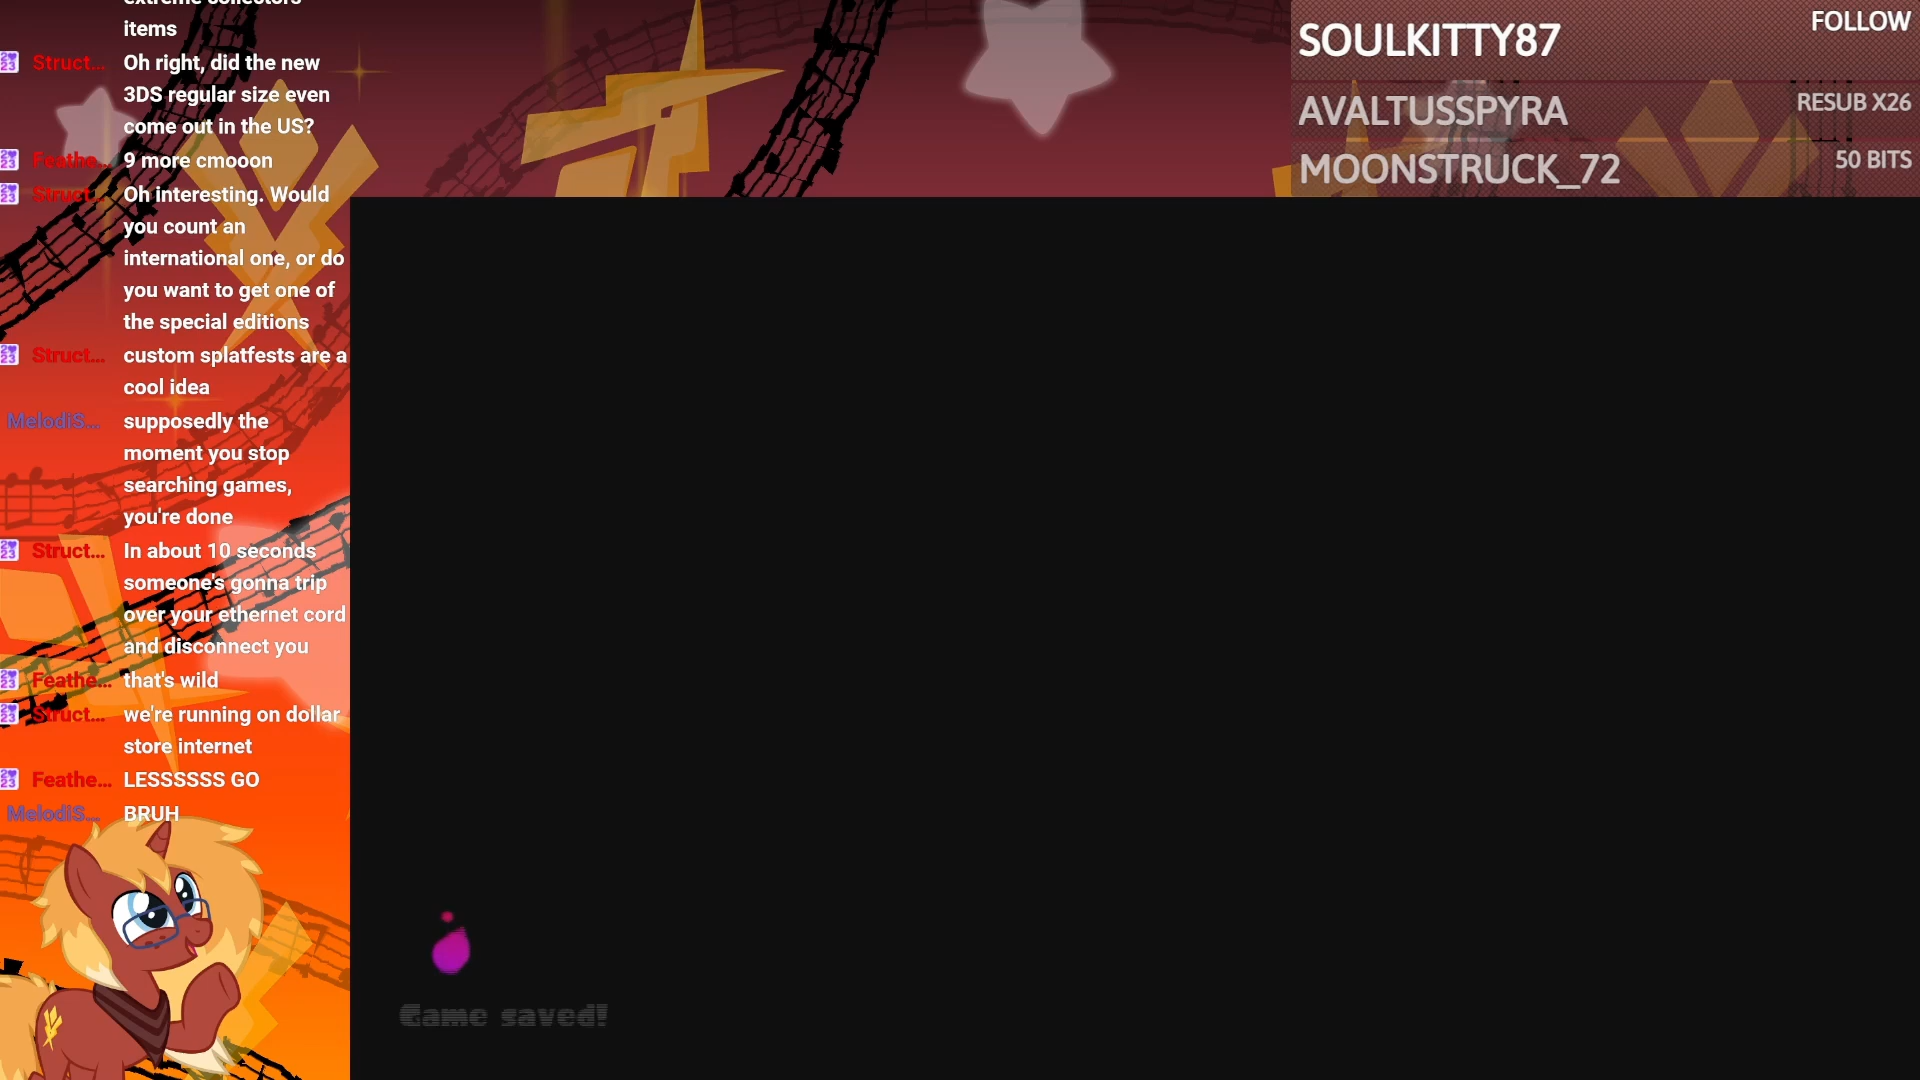 extreme collectors
items
Struct... Oh right, did the new
3DS regular size even
come out in the US?
Feathe... 9 more cmooon
Struct... Oh interesting. Would
you count an
international one, or do
you want to get one of
the special editions
Struct... custom splatfests are a
cool idea
MelodiS... supposedly the
moment you stop
searching games,
you're done
Struct... In about 10 seconds
someone's gonna trip
over your ethernet cord
and disconnect you
Feathe... that's wild
Struct... we're running on dollar
store internet
Feathe... LESSSSSS GO
MelodiS... BRUH
SOULKITTY87 FOLLOW
AVALTUSSPYRA RESUB X26
MOONSTRUCK_72 50 BITS
Game saved!